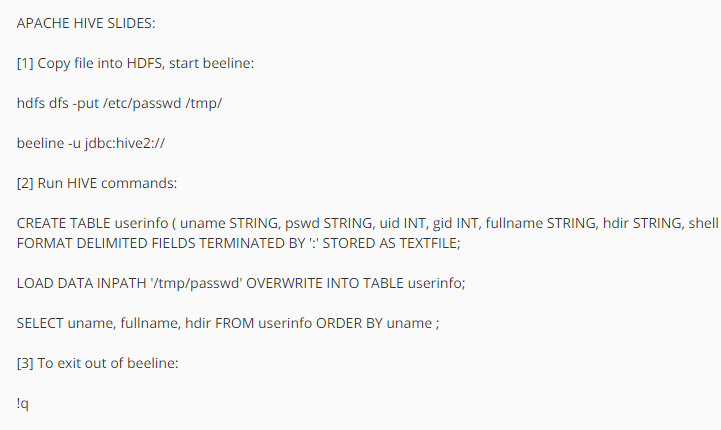 APACHE HIVE SLIDES:
[1] Copy file into HDFS, start beeline:
hdfs dfs -put /etc/passwd /tmp/
beeline -u jdbc:hive2://
[2] Run HIVE commands:
CREATE TABLE userinfo ( uname STRING, pswd STRING, uid INT, gid INT, fullname STRING, hdir STRING, shell
FORMAT DELIMITED FIELDS TERMINATED BY ':' STORED AS TEXTFILE;
LOAD DATA INPATH '/tmp/passwd' OVERWRITE INTO TABLE userinfo;
SELECT uname, fullname, hdir FROM userinfo ORDER BY uname ;
[3] To exit out of beeline:
!q